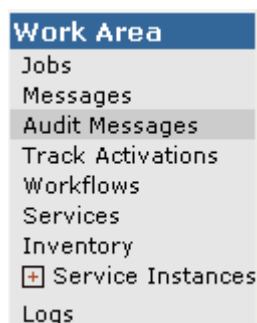 Work Area
Jobs
Messages
Audit Messages
Track Activations
Workflows
Services
Inventory
+ Service Instances
Logs